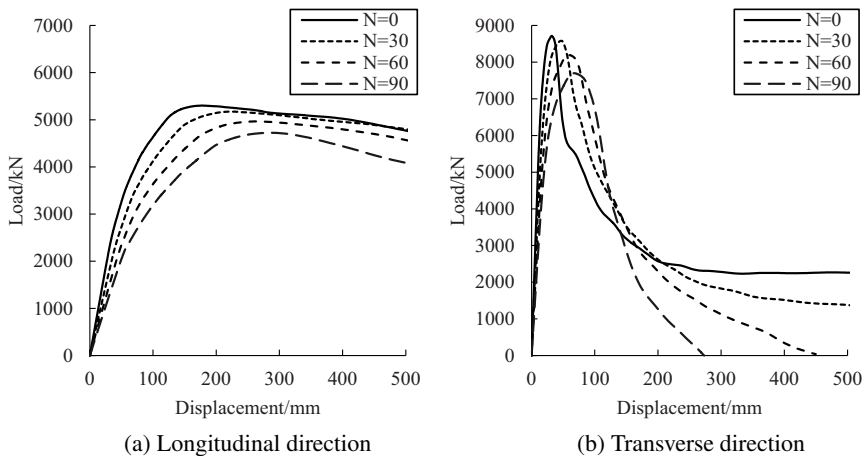 N=0
N=30
N=60
N=90
7000
6000
5000
4000
3000
2000
1000
0
Load/kN
0 100 200 300 400 500
Displacement/mm
(a) Longitudinal direction
N=0
N=30
N=60
N=90
9000
8000
7000
6000
5000
4000
3000
2000
1000
0
Load/kN
0 100 200 300 400 500
Displacement/mm
(b) Transverse direction